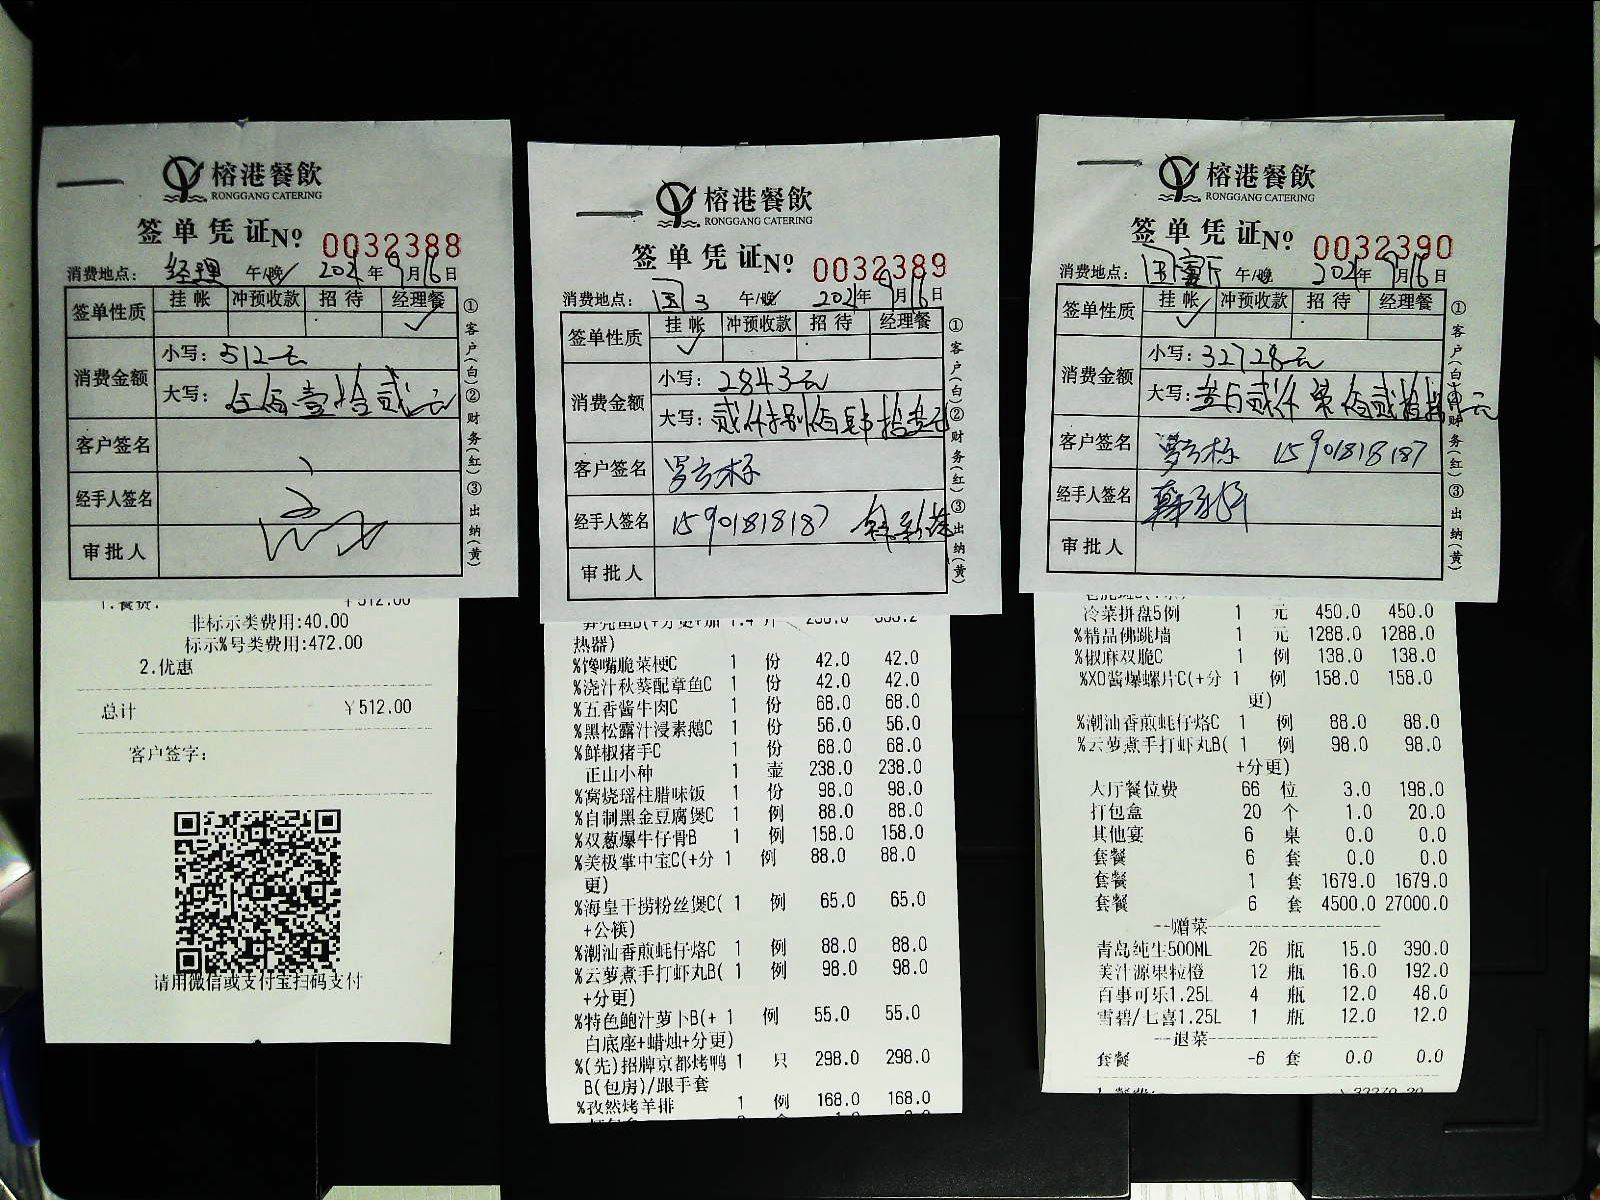 榕港餐飲
RONGGANG CATERING
签单凭证№ 0032388
消费地点: 经理 午/晚 2021年9月16日
签单性质 挂帐 冲预收款 招待 经理餐
✓
消费金额 小写: 512元
大写: 伍佰壹拾贰元
客户签名
经手人签名
审批人
①客户(白)②财务(红)③出纳(黄)
1.餐费: ¥512.00
非标示类费用:40.00
标示%号类费用:472.00
2.优惠
总计 ¥512.00
客户签字:
请用微信或支付宝扫码支付
榕港餐飲
RONGGANG CATERING
签单凭证№ 0032389
消费地点: 国3 午/晚 2021年9月16日
签单性质 挂帐 冲预收款 招待 经理餐
✓
消费金额 小写: 2843元
大写: 贰仟捌佰肆拾叁元
客户签名
经手人签名 15901818187
审批人
①客户(白)②财务(红)③出纳(黄)
热器)
%馋嘴脆菜梗C 1 份 42.0 42.0
%浇汁秋葵配章鱼C 1 份 42.0 42.0
%五香酱牛肉C 1 份 68.0 68.0
%黑松露汁浸素鹅C 1 份 56.0 56.0
%鲜椒猪手C 1 份 68.0 68.0
正山小种 1 壶 238.0 238.0
%窝烧瑶柱腊味饭 1 份 98.0 98.0
%自制黑金豆腐煲C 1 例 88.0 88.0
%双葱爆牛仔骨B 1 例 158.0 158.0
%美极掌中宝C(+分 1 例 88.0 88.0
更)
%海皇干捞粉丝煲C( 1 例 65.0 65.0
+公筷)
%潮汕香煎蚝仔烙C 1 例 88.0 88.0
%云萝煮手打虾丸B( 1 例 98.0 98.0
+分更)
%特色鲍汁萝卜B(+ 1 例 55.0 55.0
白底座+蜡烛+分更)
%(先)招牌京都烤鸭 1 只 298.0 298.0
B(包房)/跟手套
%孜然烤羊排 1 例 168.0 168.0
榕港餐飲
RONGGANG CATERING
签单凭证№ 0032390
消费地点: 国宴厅 午/晚 2021年9月16日
签单性质 挂帐 冲预收款 招待 经理餐
✓
消费金额 小写: 32728元
大写: 叁万贰仟柒佰贰拾捌元
客户签名 15901818187
经手人签名
审批人
①客户(白)②财务(红)③出纳(黄)
冷菜拼盘5例 1 元 450.0 450.0
%精品佛跳墙 1 元 1288.0 1288.0
%椒麻双脆C 1 例 138.0 138.0
%XO酱爆螺片C(+分 1 例 158.0 158.0
更)
%潮汕香煎蚝仔烙C 1 例 88.0 88.0
%云萝煮手打虾丸B( 1 例 98.0 98.0
+分更)
大厅餐位费 66 位 3.0 198.0
打包盒 20 个 1.0 20.0
其他宴 6 桌 0.0 0.0
套餐 6 套 0.0 0.0
套餐 1 套 1679.0 1679.0
套餐 6 套 4500.0 27000.0
--赠菜--
青岛纯生500ML 26 瓶 15.0 390.0
美汁源果粒橙 12 瓶 16.0 192.0
百事可乐1.25L 4 瓶 12.0 48.0
雪碧/七喜1.25L 1 瓶 12.0 12.0
--退菜--
套餐 -6 套 0.0 0.0